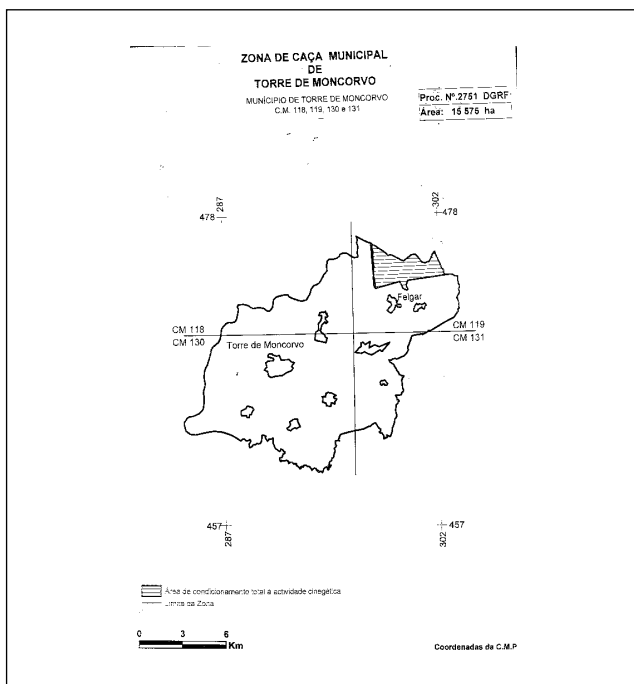 ZONA DE CAÇA MUNICIPAL
DE
TORRE DE MONCORVO
MUNICÍPIO DE TORRE DE MONCORVO
C.M. 118, 119, 130 e 131
Proc. Nº.2751 DGRF
Área: 15 575 ha
287
302
478
478
Felgar
CM 118
CM 119
CM 130
CM 131
Torre de Moncorvo
457
457
287
302
Área de condicionamento total à actividade cinegética
Limite da Zona
0 3 6
Km
Coordenadas da C.M.P